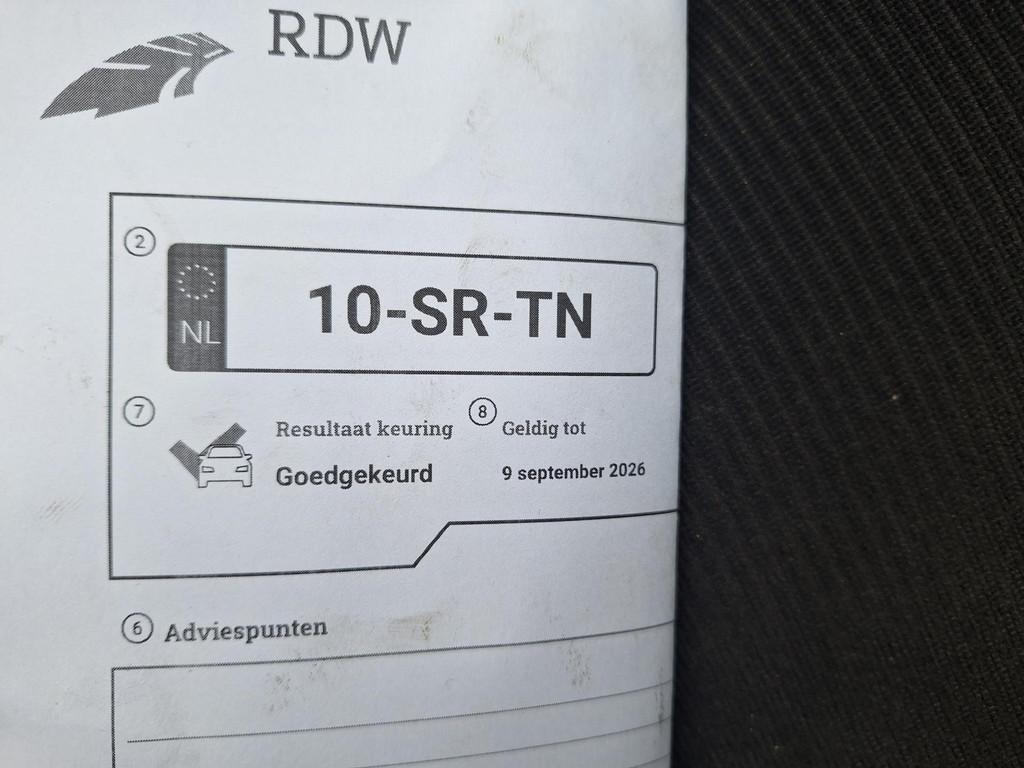 RDW
2
NL
10-SR-TN
7
Resultaat keuring
8
Geldig tot
Goedgekeurd
9 september 2026
6 Adviespunten